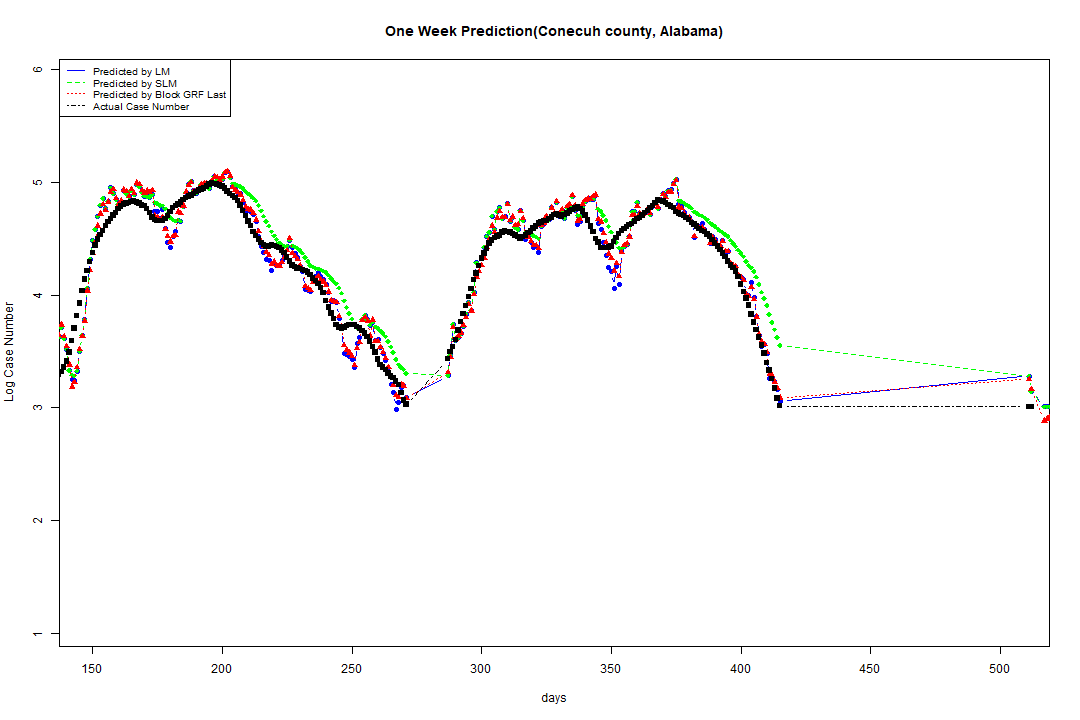 One Week Prediction(Conecuh county, Alabama)
Predicted by LM
Predicted by SLM
Predicted by Block GRF Last
Actual Case Number
6
5
4
3
2
1
Log Case Number
150 200 250 300 350 400 450 500
days